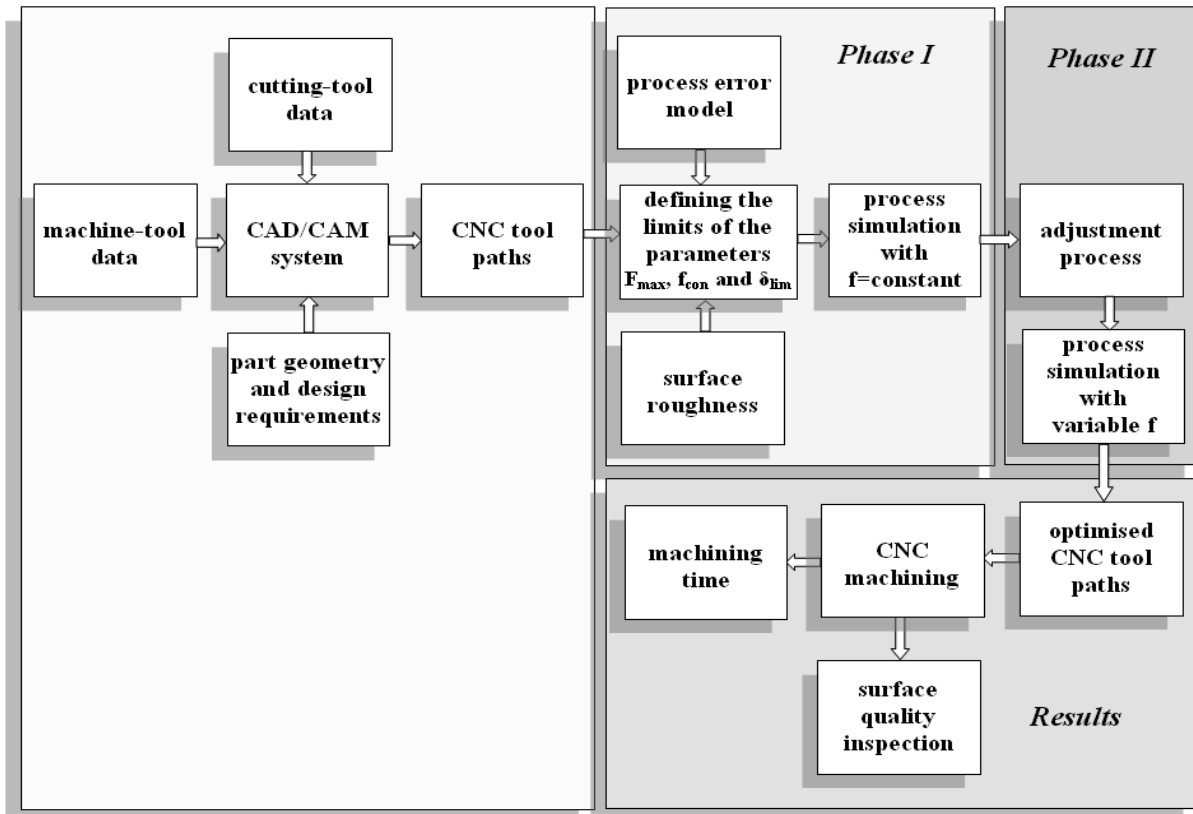 cutting-tool
data
machine-tool
data
CAD/CAM
system
CNC tool
paths
part geometry
and design
requirements
Phase I
process error
model
defining the
limits of the
parameters
Fmax, fcon and δlim
process
simulation
with
f=constant
surface
roughness
Phase II
adjustment
process
process
simulation
with
variable f
optimised
CNC tool
paths
CNC
machining
machining
time
surface
quality
inspection
Results